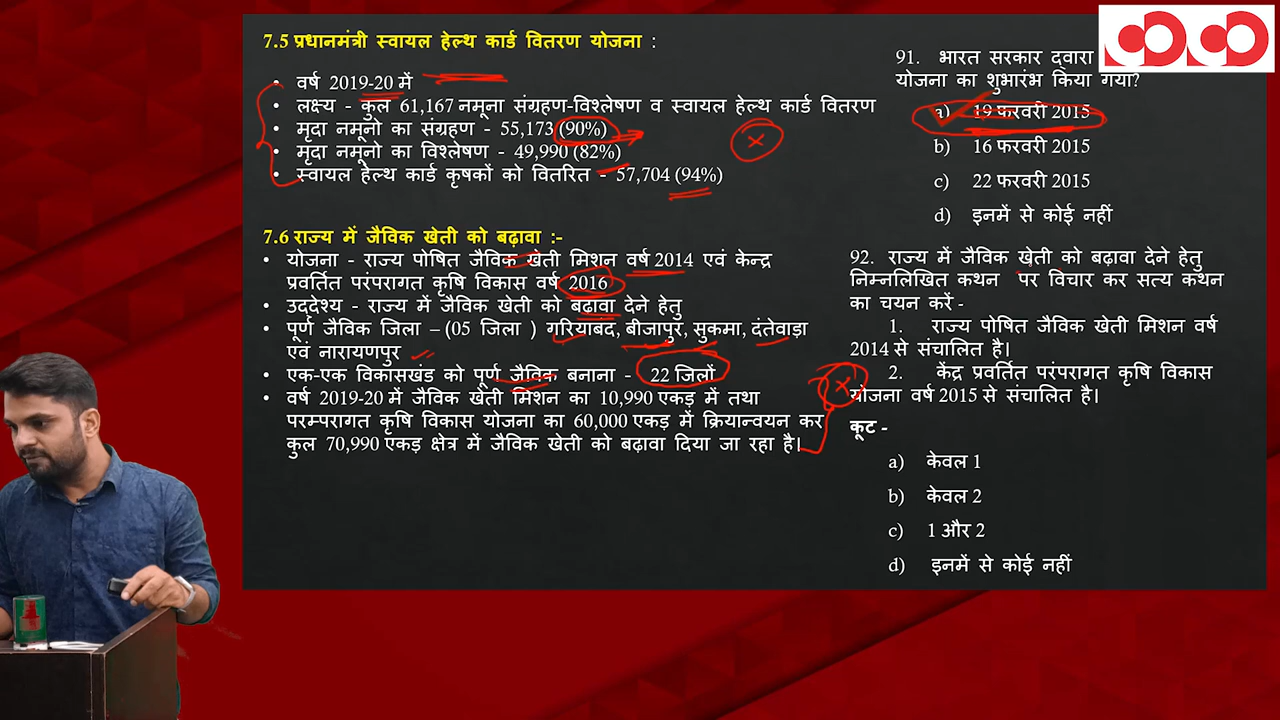 7.5 प्रधानमंत्री स्वायल हेल्थ कार्ड वितरण योजना :
• वर्ष 2019-20 में
• लक्ष्य - कुल 61,167 नमूना संग्रहण-विश्लेषण व स्वायल हेल्थ कार्ड वितरण
• मृदा नमूनो का संग्रहण - 55,173 (90%)
• मृदा नमूनो का विश्लेषण - 49,990 (82%)
• स्वायल हेल्थ कार्ड कृषकों को वितरित - 57,704 (94%)
7.6 राज्य में जैविक खेती को बढ़ावा :-
• योजना - राज्य पोषित जैविक खेती मिशन वर्ष 2014 एवं केन्द्र
प्रवर्तित परंपरागत कृषि विकास वर्ष 2016
• उद्देश्य - राज्य में जैविक खेती को बढ़ावा देने हेतु
• पूर्ण जैविक जिला – (05 जिला ) गरियाबंद, बीजापुर, सुकमा, दंतेवाड़ा
एवं नारायणपुर
• एक-एक विकासखंड को पूर्ण जैविक बनाना - 22 जिलों
• वर्ष 2019-20 में जैविक खेती मिशन का 10,990 एकड़ में तथा
परम्परागत कृषि विकास योजना का 60,000 एकड़ में क्रियान्वयन कर
कुल 70,990 एकड़ क्षेत्र में जैविक खेती को बढ़ावा दिया जा रहा है।
91. भारत सरकार द्वारा
योजना का शुभारंभ किया गया?
a) 19 फरवरी 2015
b) 16 फरवरी 2015
c) 22 फरवरी 2015
d) इनमें से कोई नहीं
92. राज्य में जैविक खेती को बढ़ावा देने हेतु
निम्नलिखित कथन पर विचार कर सत्य कथन
का चयन करें -
1. राज्य पोषित जैविक खेती मिशन वर्ष
2014 से संचालित है।
2. केंद्र प्रवर्तित परंपरागत कृषि विकास
योजना वर्ष 2015 से संचालित है।
कूट -
a) केवल 1
b) केवल 2
c) 1 और 2
d) इनमें से कोई नहीं